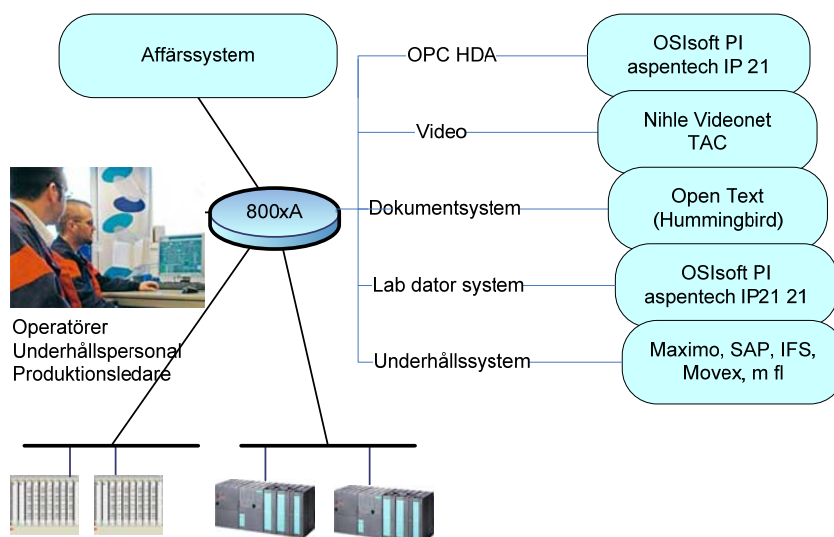 Affärssystem
OPC HDA
OSIsoft PI
aspentech IP 21
Video
Nihle Videonet
TAC
800xA
Dokumentsystem
Open Text
(Hummingbird)
Lab dator system
OSIsoft PI
aspentech IP21 21
Operatörer
Underhållspersonal
Produktionsledare
Underhållssystem
Maximo, SAP, IFS,
Movex, m fl